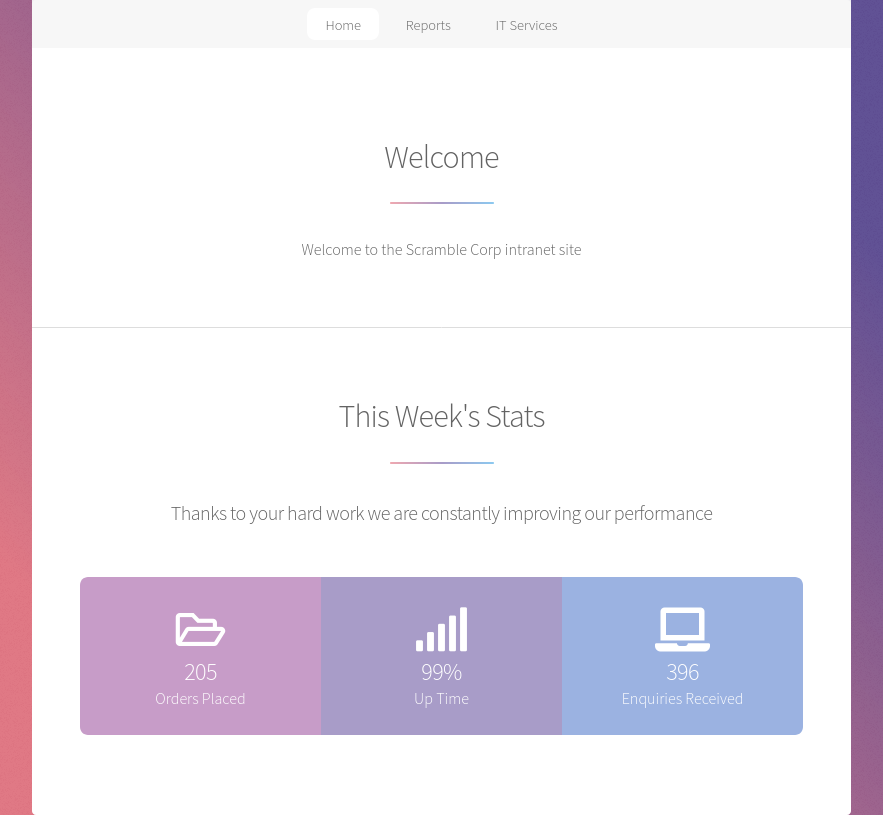 Home Reports IT Services
Welcome
Welcome to the Scramble Corp intranet site
This Week's Stats
Thanks to your hard work we are constantly improving our performance
205 99% 396
Orders Placed Up Time Enquiries Received